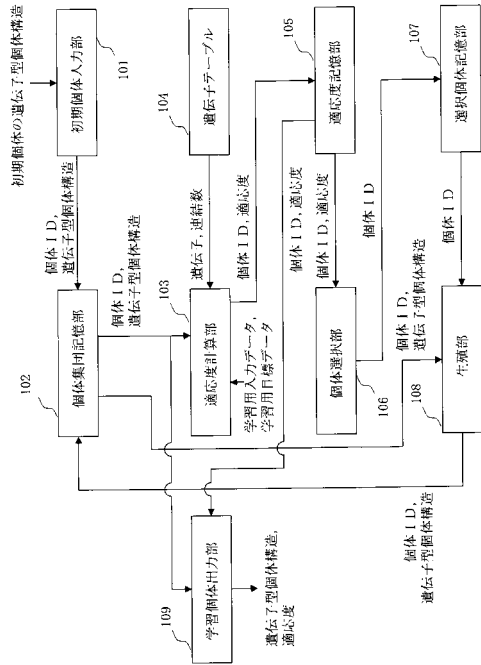 初期個体の遺伝子型個体構造
初期個体入力部
101
個体ID,
遺伝子型個体構造
個体集団記憶部
102
個体ID,
遺伝子型個体構造
遺伝子テーブル
104
遺伝子,連結数
適応度計算部
103
学習用入力データ,
学習用目標データ
個体ID,適応度
適応度記憶部
105
個体ID,適応度
個体ID,適応度
個体選択部
106
個体ID
選択個体記憶部
107
個体ID
個体ID,
遺伝子型個体構造
生殖部
108
個体ID,
遺伝子型個体構造
学習個体出力部
109
遺伝子型個体構造,
適応度